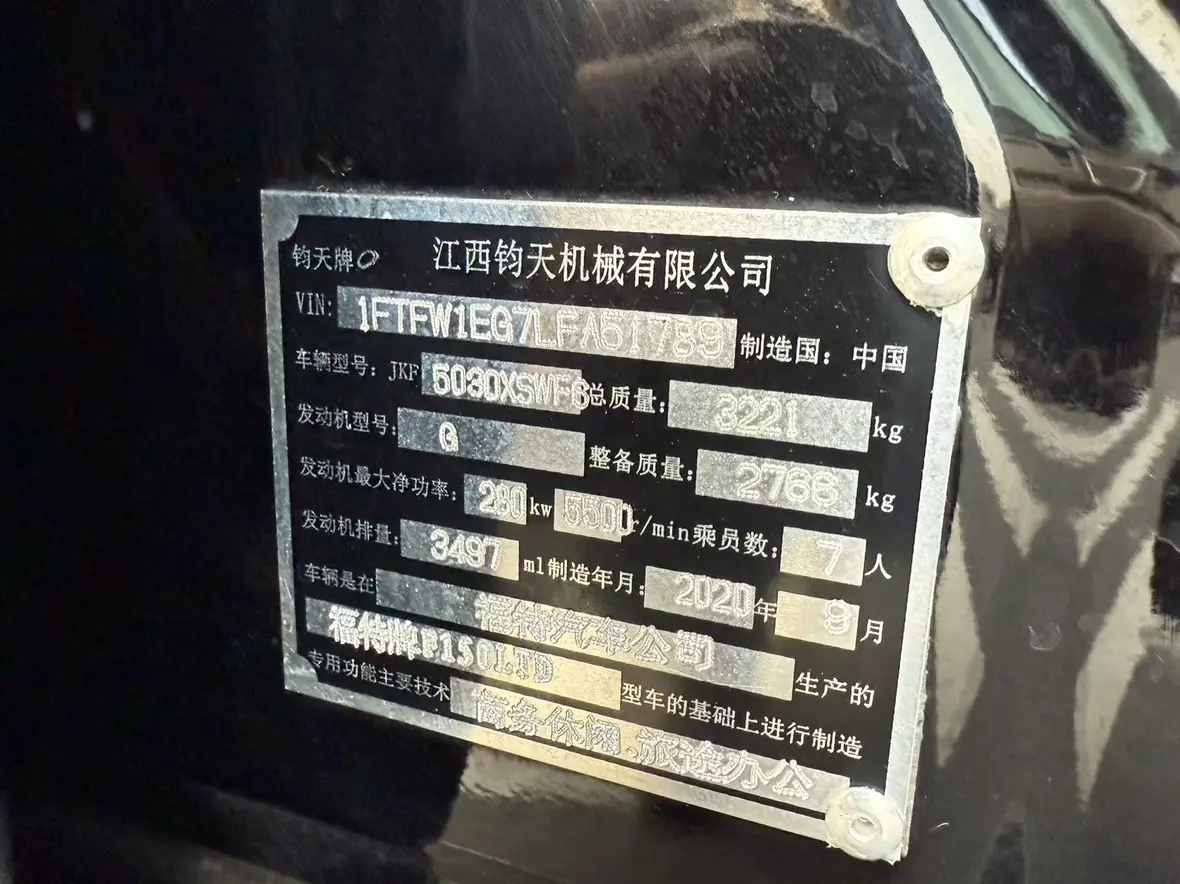 钧天牌 江西钧天机械有限公司
VIN: 1FTFW1EG7LFA51789 制造国：中国
车辆型号：JKF 5030XSWF6 总质量：3221 kg
发动机型号：G 整备质量：2766 kg
发动机最大净功率：280 kw 5500 r/min 乘员数：7 人
发动机排量：3497 ml 制造年月：2020 年 9 月
车辆是在 福特汽车公司 生产的
福特牌F150LTD 型车的基础上进行制造
专用功能主要技术 商务休闲、旅途办公